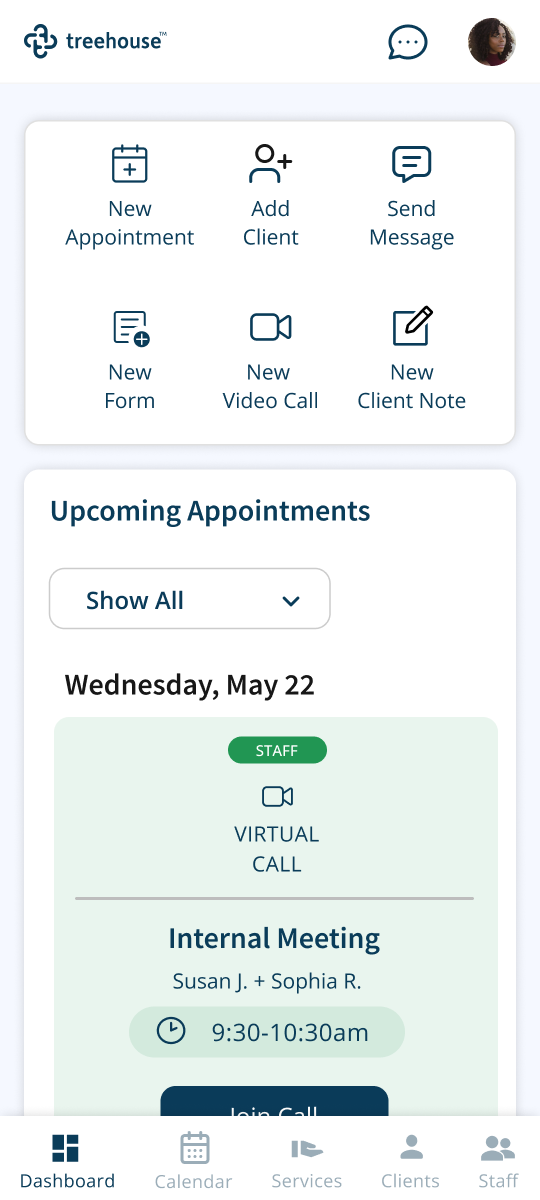 treehouse™
New
Appointment
Add
Client
Send
Message
New
Form
New
Video Call
New
Client Note
Upcoming Appointments
Show All
Wednesday, May 22
STAFF
VIRTUAL
CALL
Internal Meeting
Susan J. + Sophia R.
9:30-10:30am
Join Call
Dashboard
Calendar
Services
Clients
Staff